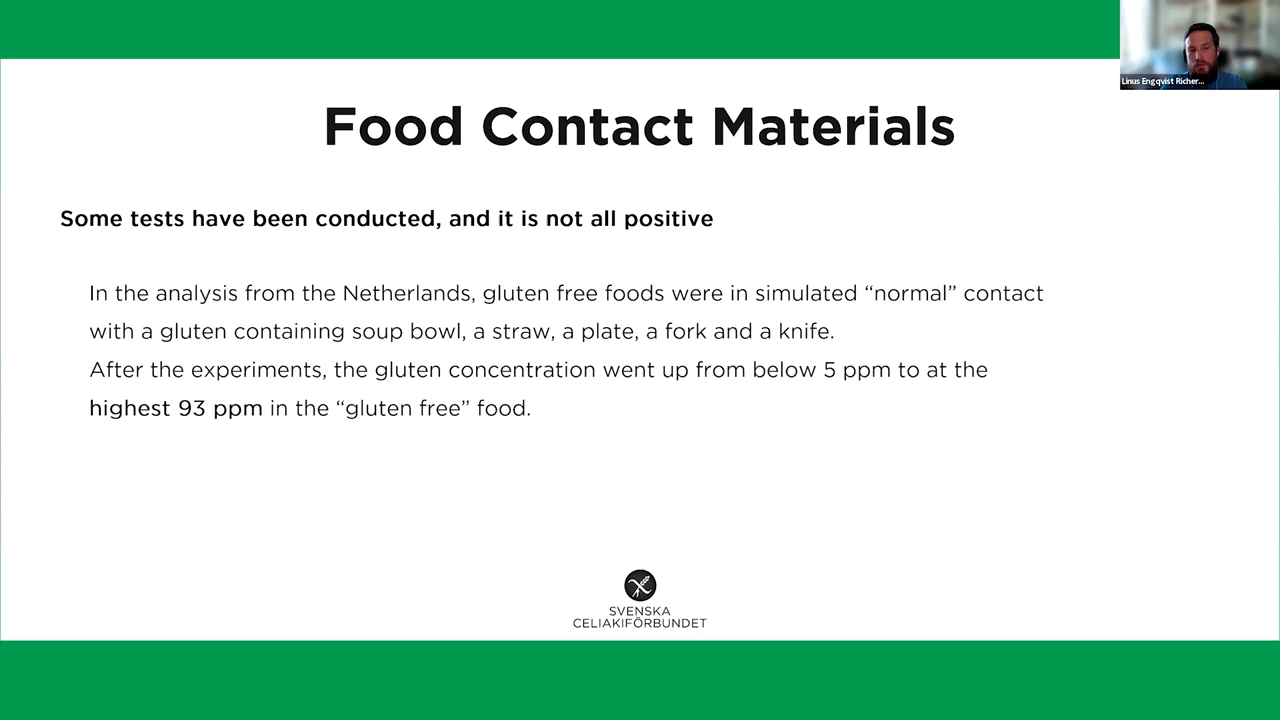 Linus Engqvist Richer...
Food Contact Materials
Some tests have been conducted, and it is not all positive
In the analysis from the Netherlands, gluten free foods were in simulated “normal” contact
with a gluten containing soup bowl, a straw, a plate, a fork and a knife.
After the experiments, the gluten concentration went up from below 5 ppm to at the
highest 93 ppm in the “gluten free” food.
SVENSKA
CELIAKIFÖRBUNDET